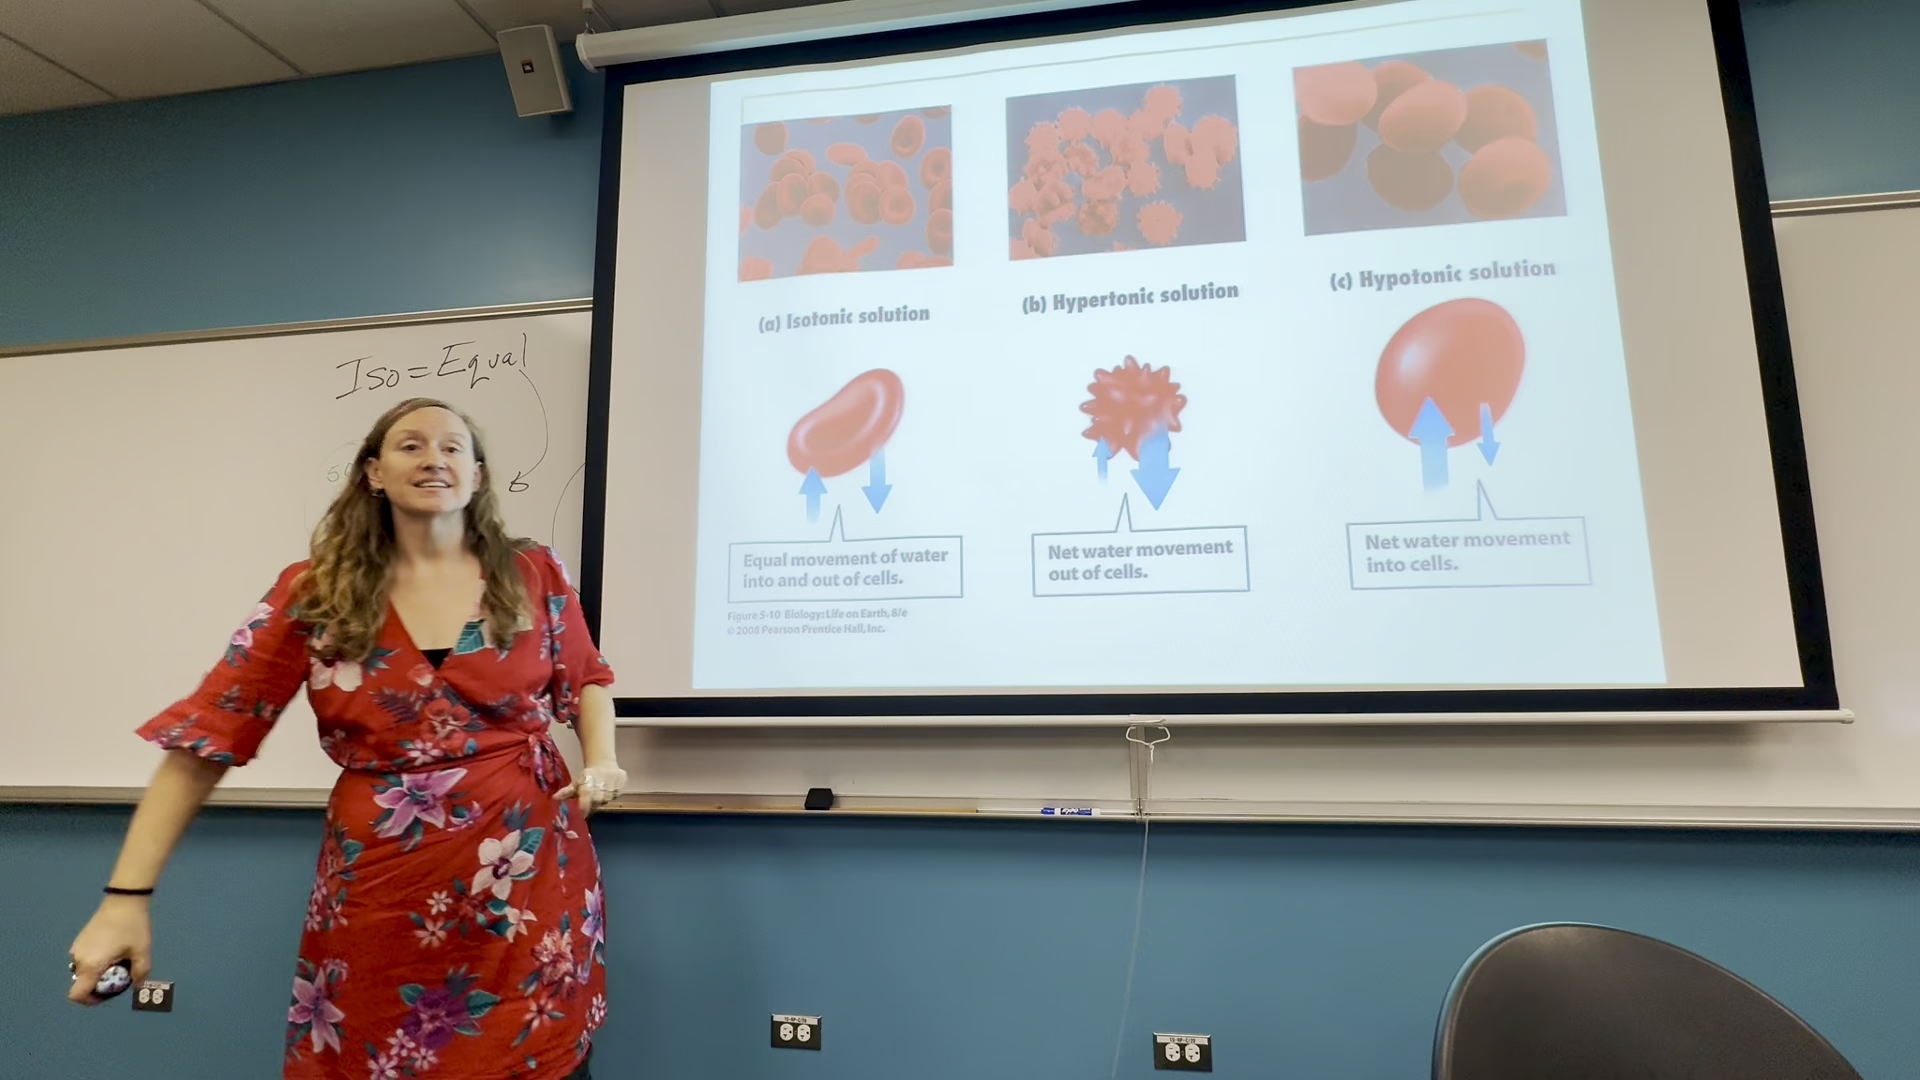 Iso = Equal
(a) Isotonic solution
(b) Hypertonic solution
(c) Hypotonic solution
Equal movement of water
into and out of cells.
Net water movement
out of cells.
Net water movement
into cells.
Figure 5-10 Biology: Life on Earth, 8/e
© 2008 Pearson Prentice Hall, Inc.